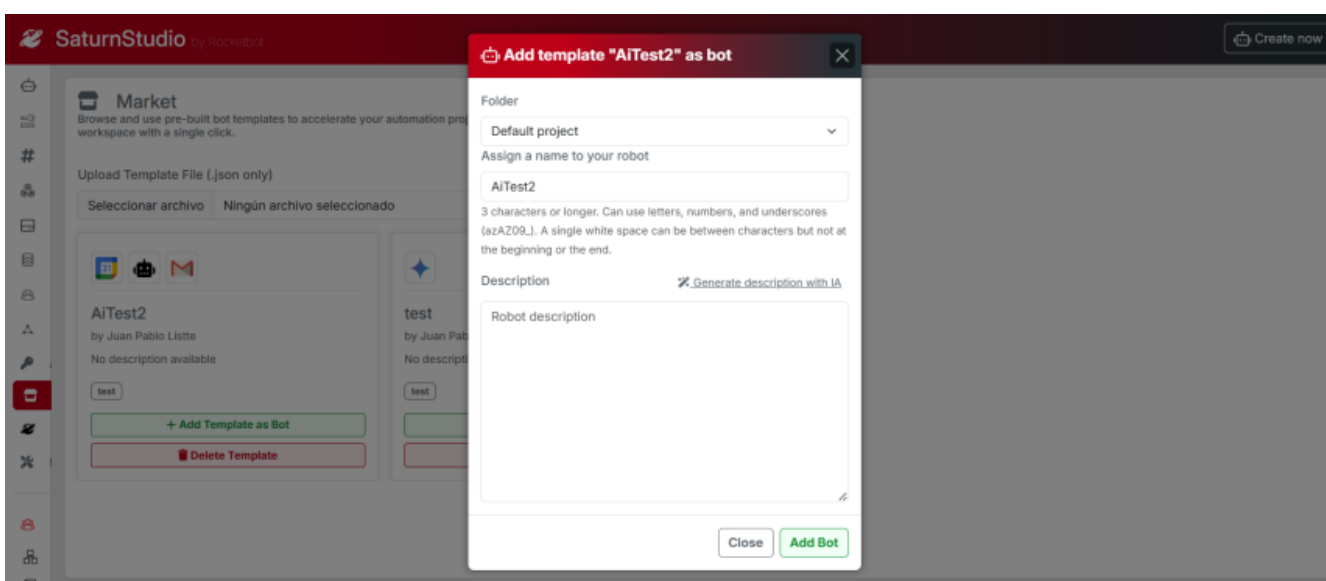 SaturnStudio by Rocketbot
Create now
Market
Browse and use pre-built bot templates to accelerate your automation proj
workspace with a single click.
Upload Template File (.json only)
Seleccionar archivo Ningún archivo seleccionado
AiTest2
by Juan Pablo Listte
No description available
test
+ Add Template as Bot
Delete Template
test
by Juan Pab
No descripti
test
Add template "AiTest2" as bot
Folder
Default project
Assign a name to your robot
AiTest2
3 characters or longer. Can use letters, numbers, and underscores
(azAZ09_). A single white space can be between characters but not at
the beginning or the end.
Description
Generate description with IA
Robot description
Close
Add Bot